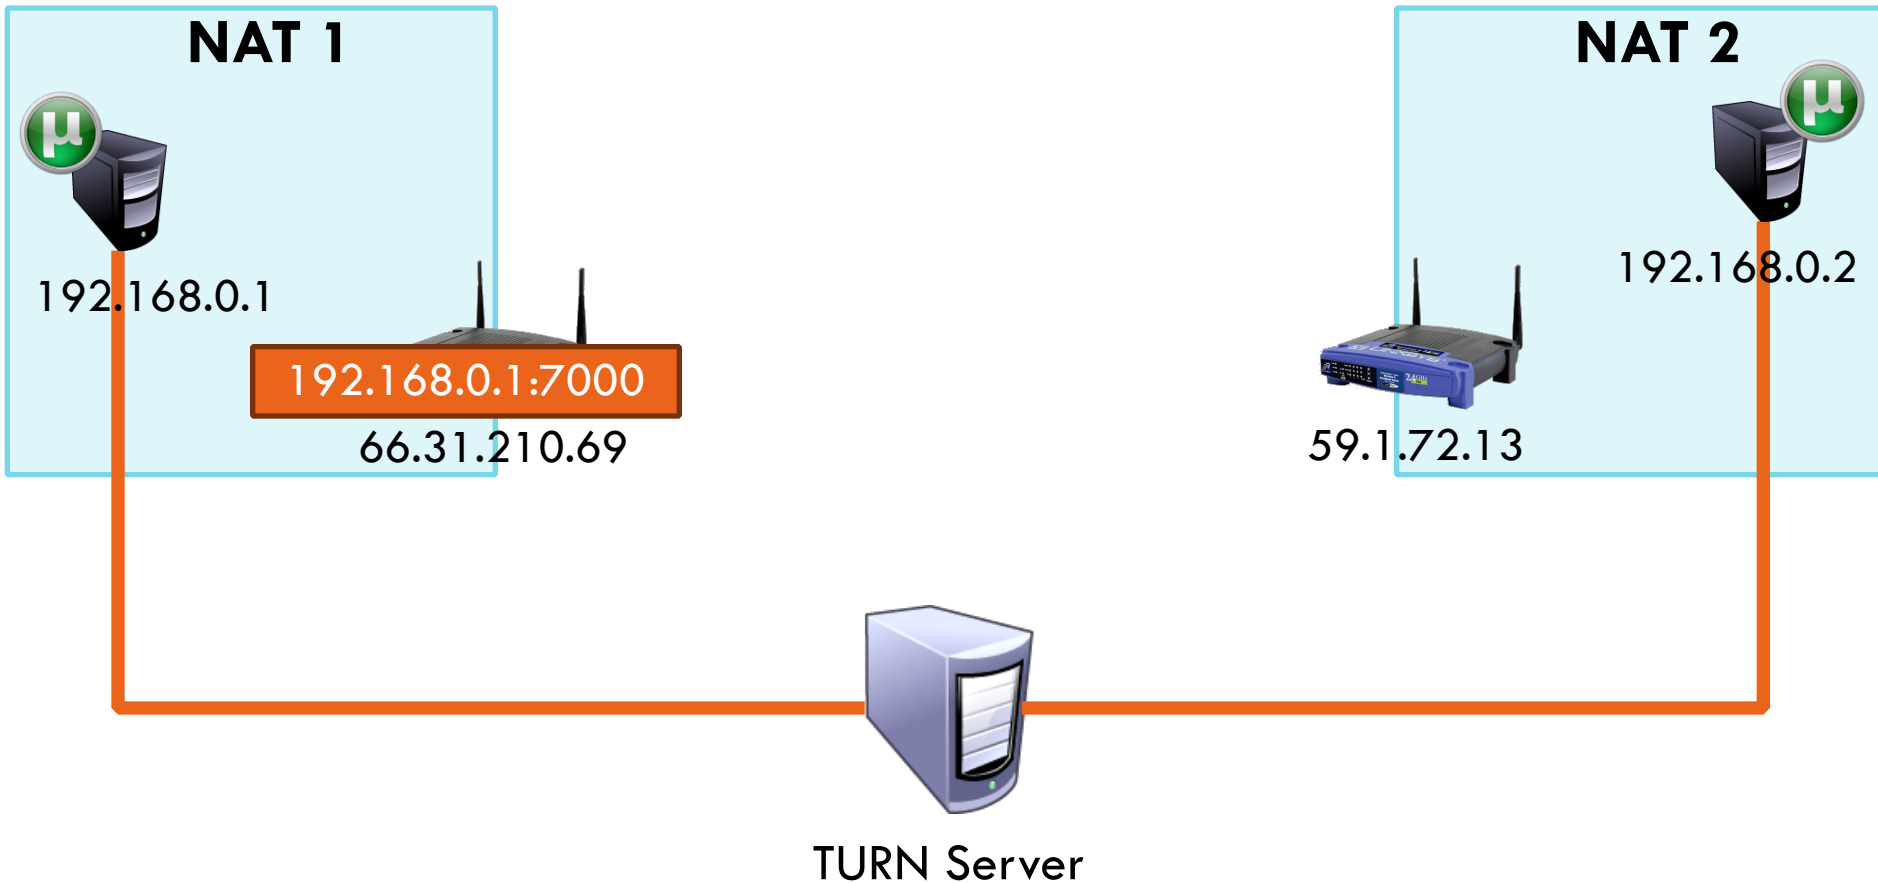 NAT 1
NAT 2
µ
µ
192.168.0.1
192.168.0.2
192.168.0.1:7000
66.31.210.69
59.1.72.13
TURN Server